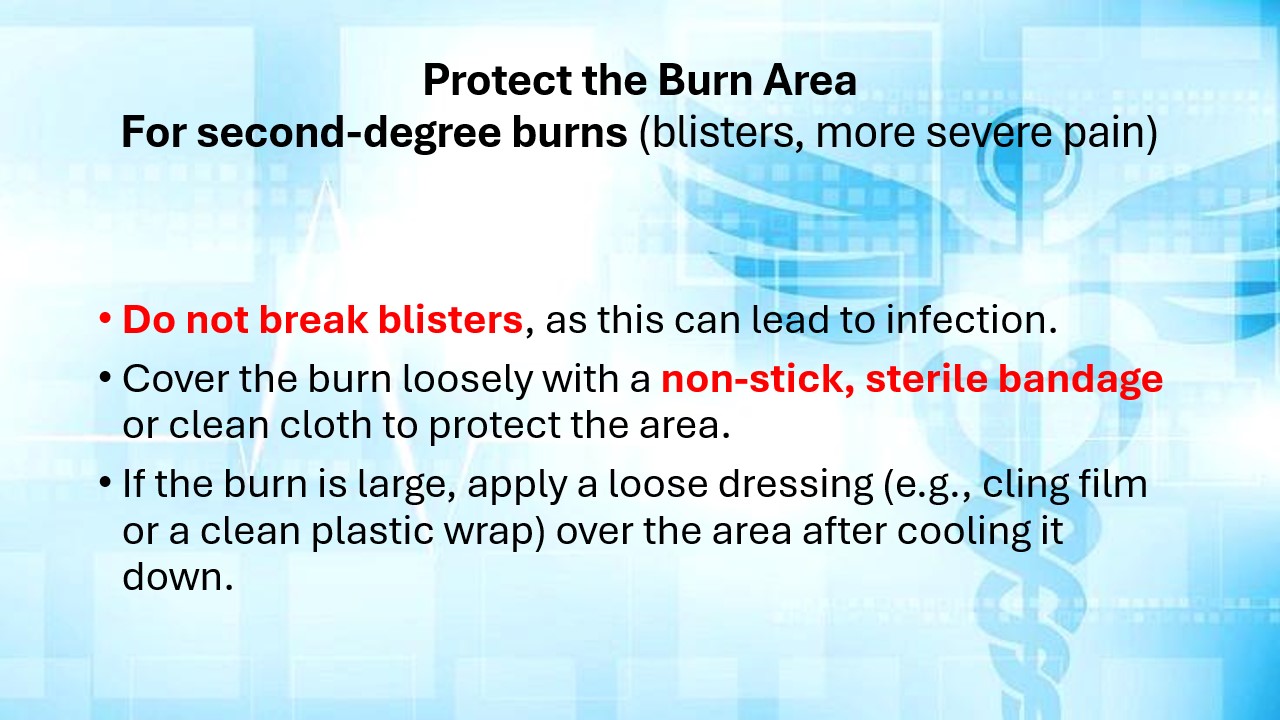 Protect the Burn Area
For second-degree burns (blisters, more severe pain)
• Do not break blisters, as this can lead to infection.
• Cover the burn loosely with a non-stick, sterile bandage
or clean cloth to protect the area.
• If the burn is large, apply a loose dressing (e.g., cling film
or a clean plastic wrap) over the area after cooling it
down.